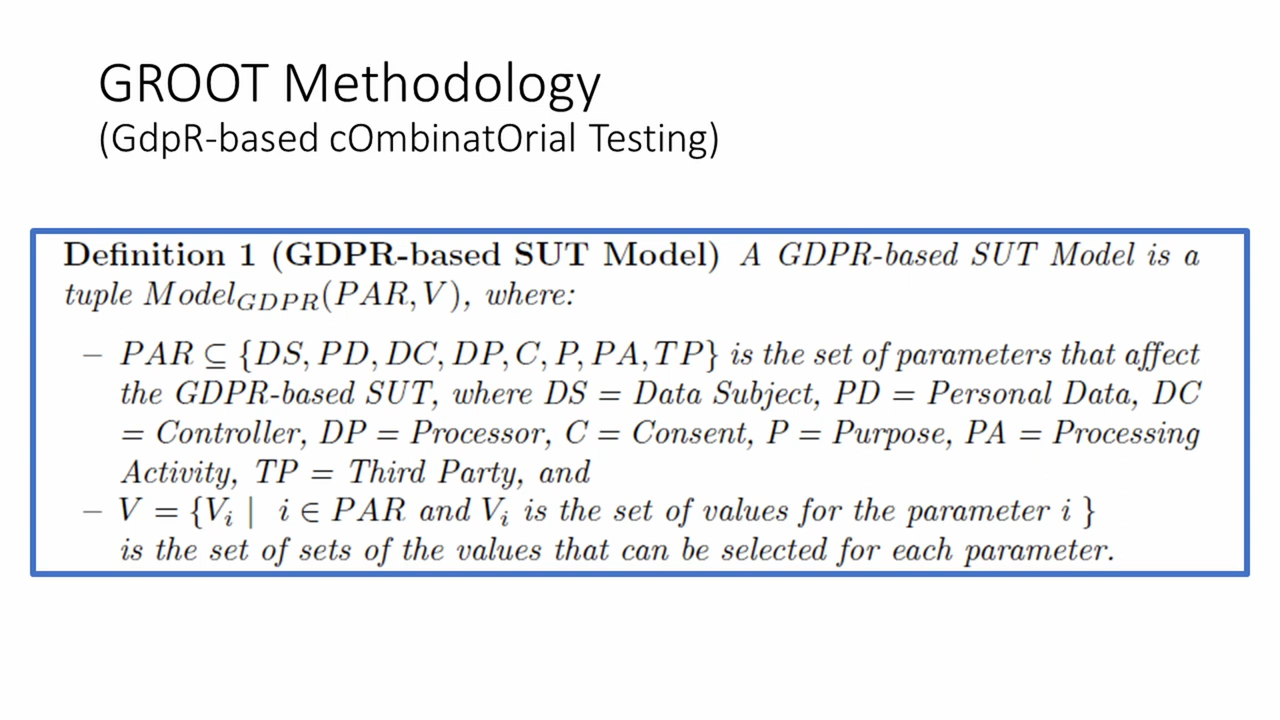 GROOT Methodology
(GdpR-based cOmbinatOrial Testing)
Definition 1 (GDPR-based SUT Model) A GDPR-based SUT Model is a
tuple Model_{GDPR}(PAR, V), where:
– PAR ⊆ {DS, PD, DC, DP, C, P, PA, TP} is the set of parameters that affect
the GDPR-based SUT, where DS = Data Subject, PD = Personal Data, DC
= Controller, DP = Processor, C = Consent, P = Purpose, PA = Processing
Activity, TP = Third Party, and
– V = {V_i | i ∈ PAR and V_i is the set of values for the parameter i }
is the set of sets of the values that can be selected for each parameter.